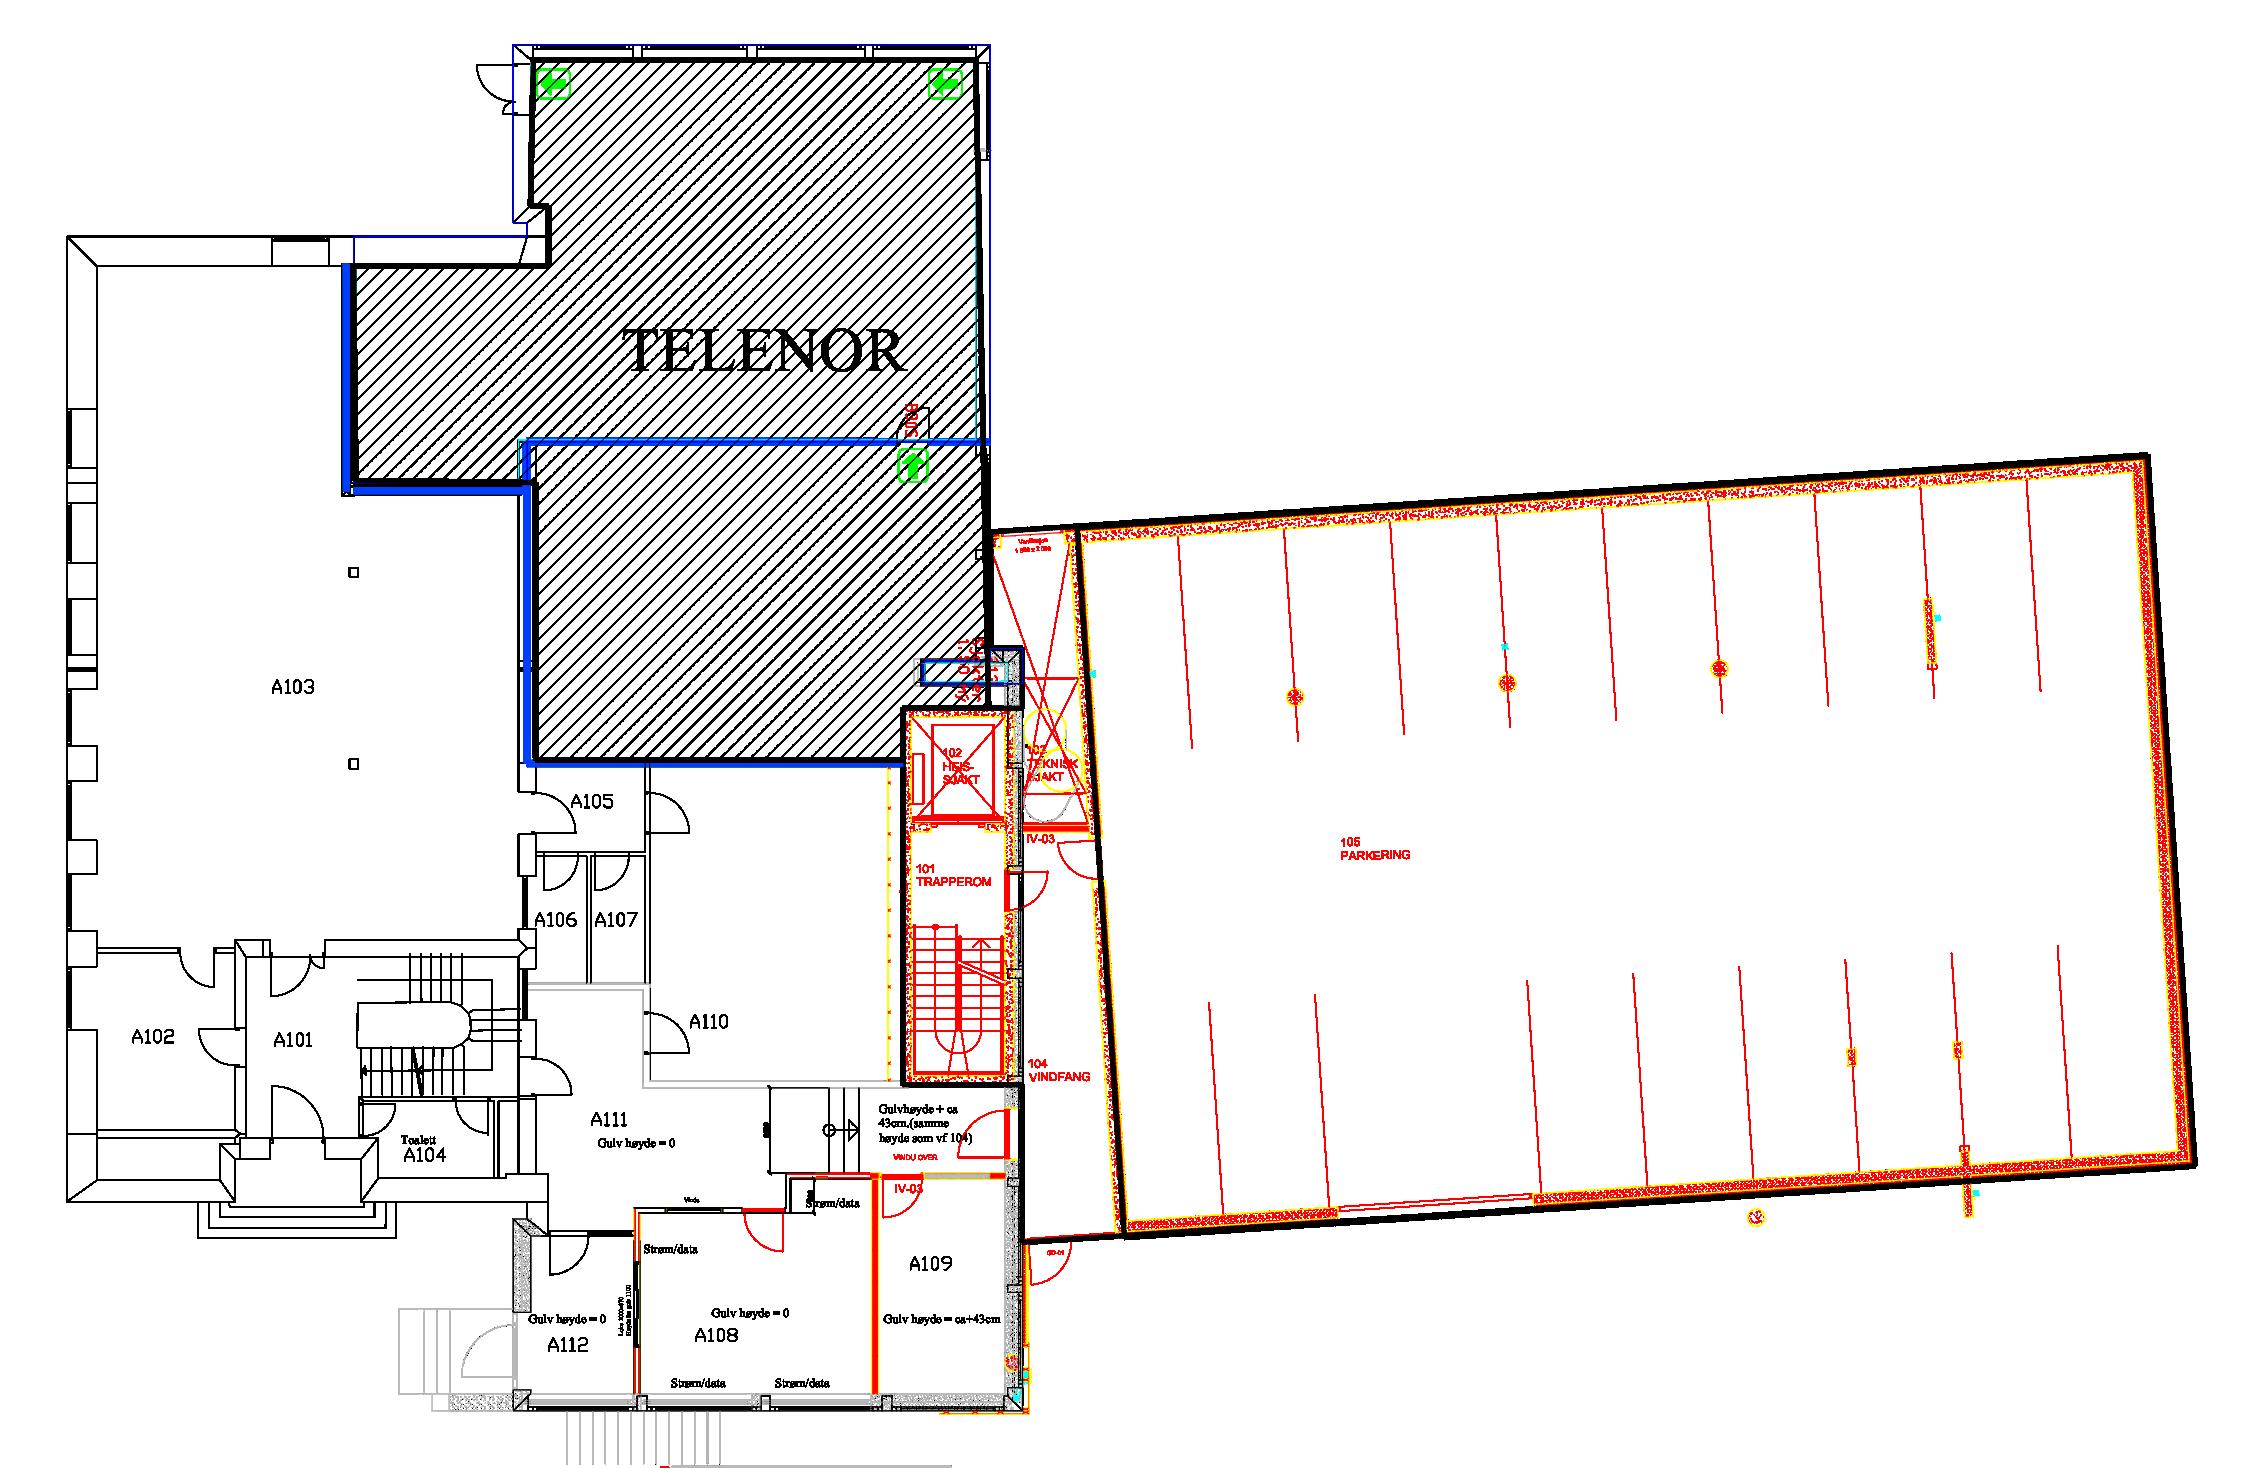 TELENOR
A103
102
HEIS-
SJAKT
103
TEKNISK
SJAKT
A105
IV-03
105
PARKERING
101
TRAPPEROM
A106
A107
A102
A101
A110
104
VINDFANG
A111
Gulv høyde = 0
Gulvhøyde + ca
43cm,(samme
høyde som vf 104)
VINDU OVER
Toalett
A104
IV-03
Strøm/data
Strøm/data
A109
Gulv høyde = 0
A112
Gulv høyde = 0
A108
Gulv høyde = ca+43cm
Strøm/data
Strøm/data